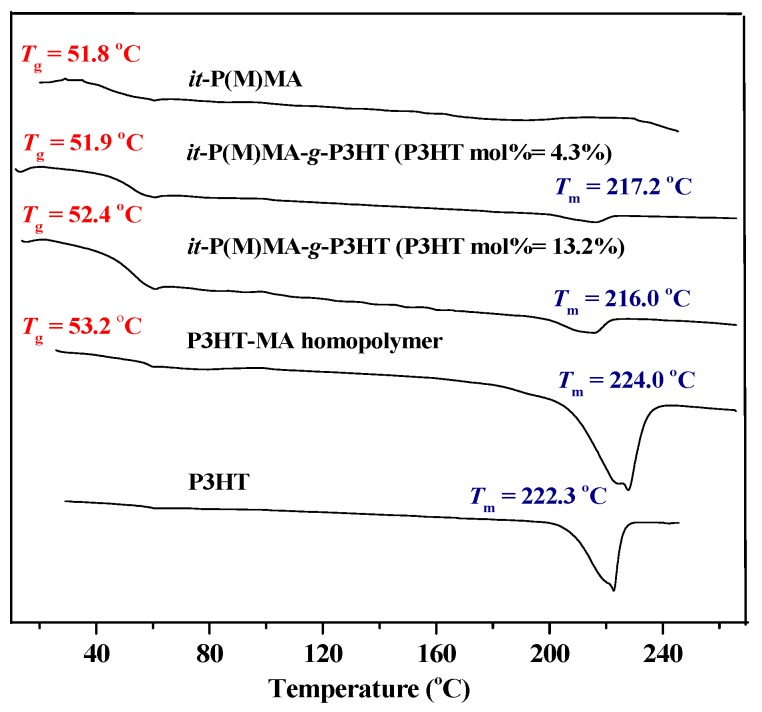 Tg = 51.8 °C
it-P(M)MA
Tg = 51.9 °C
it-P(M)MA-g-P3HT (P3HT mol%= 4.3%)
Tm = 217.2 °C
Tg = 52.4 °C
it-P(M)MA-g-P3HT (P3HT mol%= 13.2%)
Tm = 216.0 °C
Tg = 53.2 °C
P3HT-MA homopolymer
Tm = 224.0 °C
P3HT
Tm = 222.3 °C
40 80 120 160 200 240
Temperature (°C)